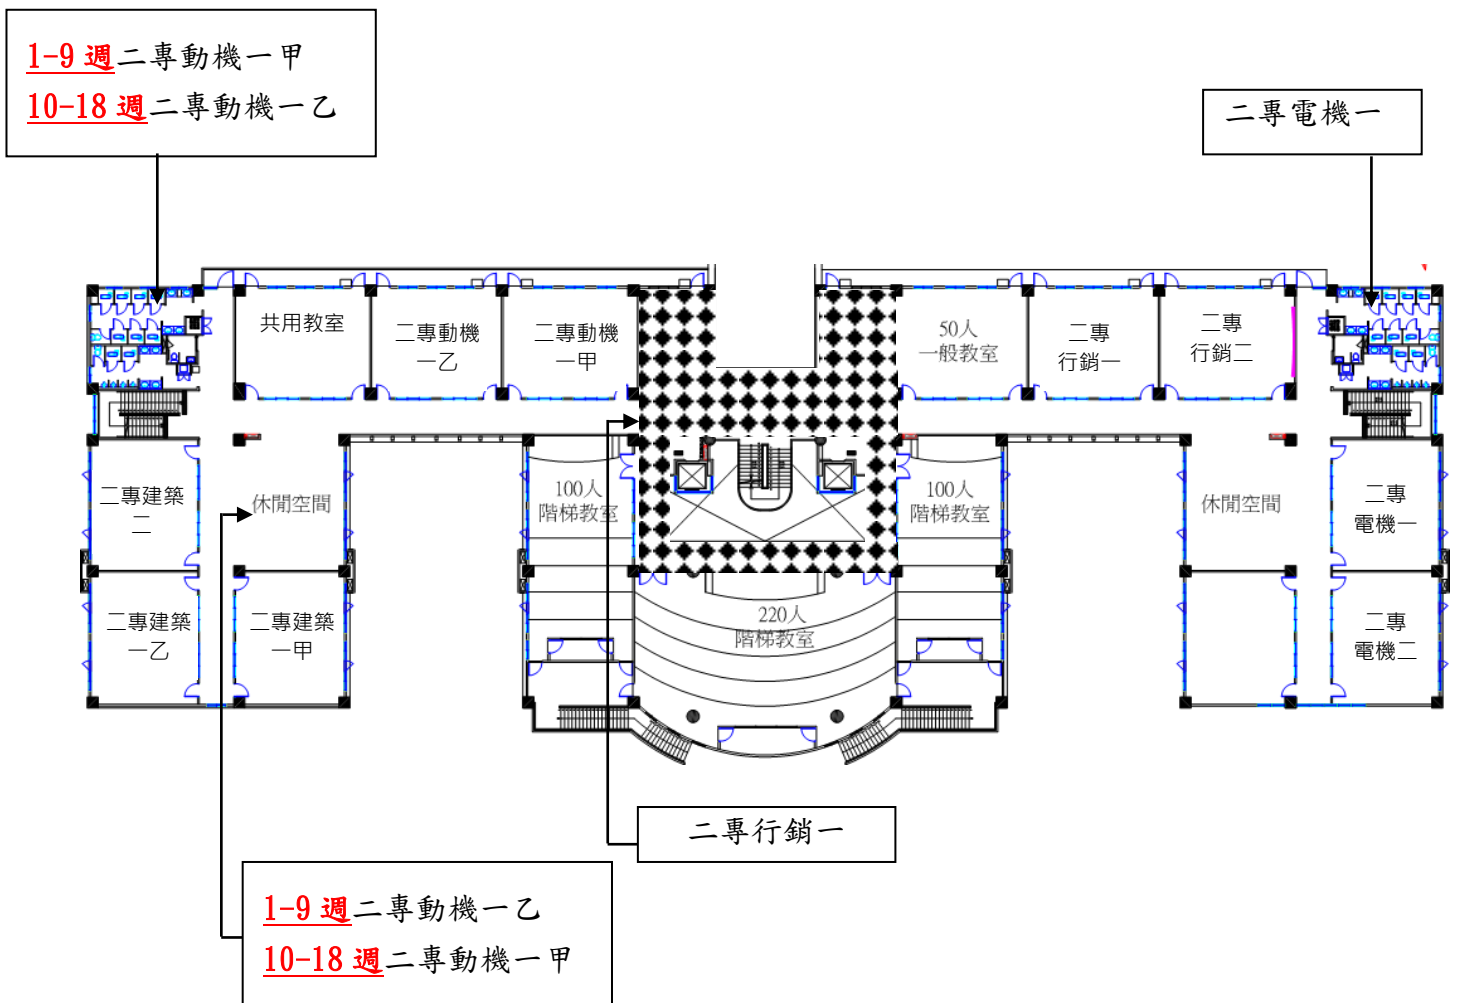 1-9 週二專動機一甲
10-18 週二專動機一乙
二專電機一
共用教室
二專動機
一乙
二專動機
一甲
50人
一般教室
二專
行銷一
二專
行銷二
二專建築
二
休閒空間
100人
階梯教室
100人
階梯教室
休閒空間
二專
電機一
二專建築
一乙
二專建築
一甲
220人
階梯教室
二專
電機二
二專行銷一
1-9 週二專動機一乙
10-18 週二專動機一甲